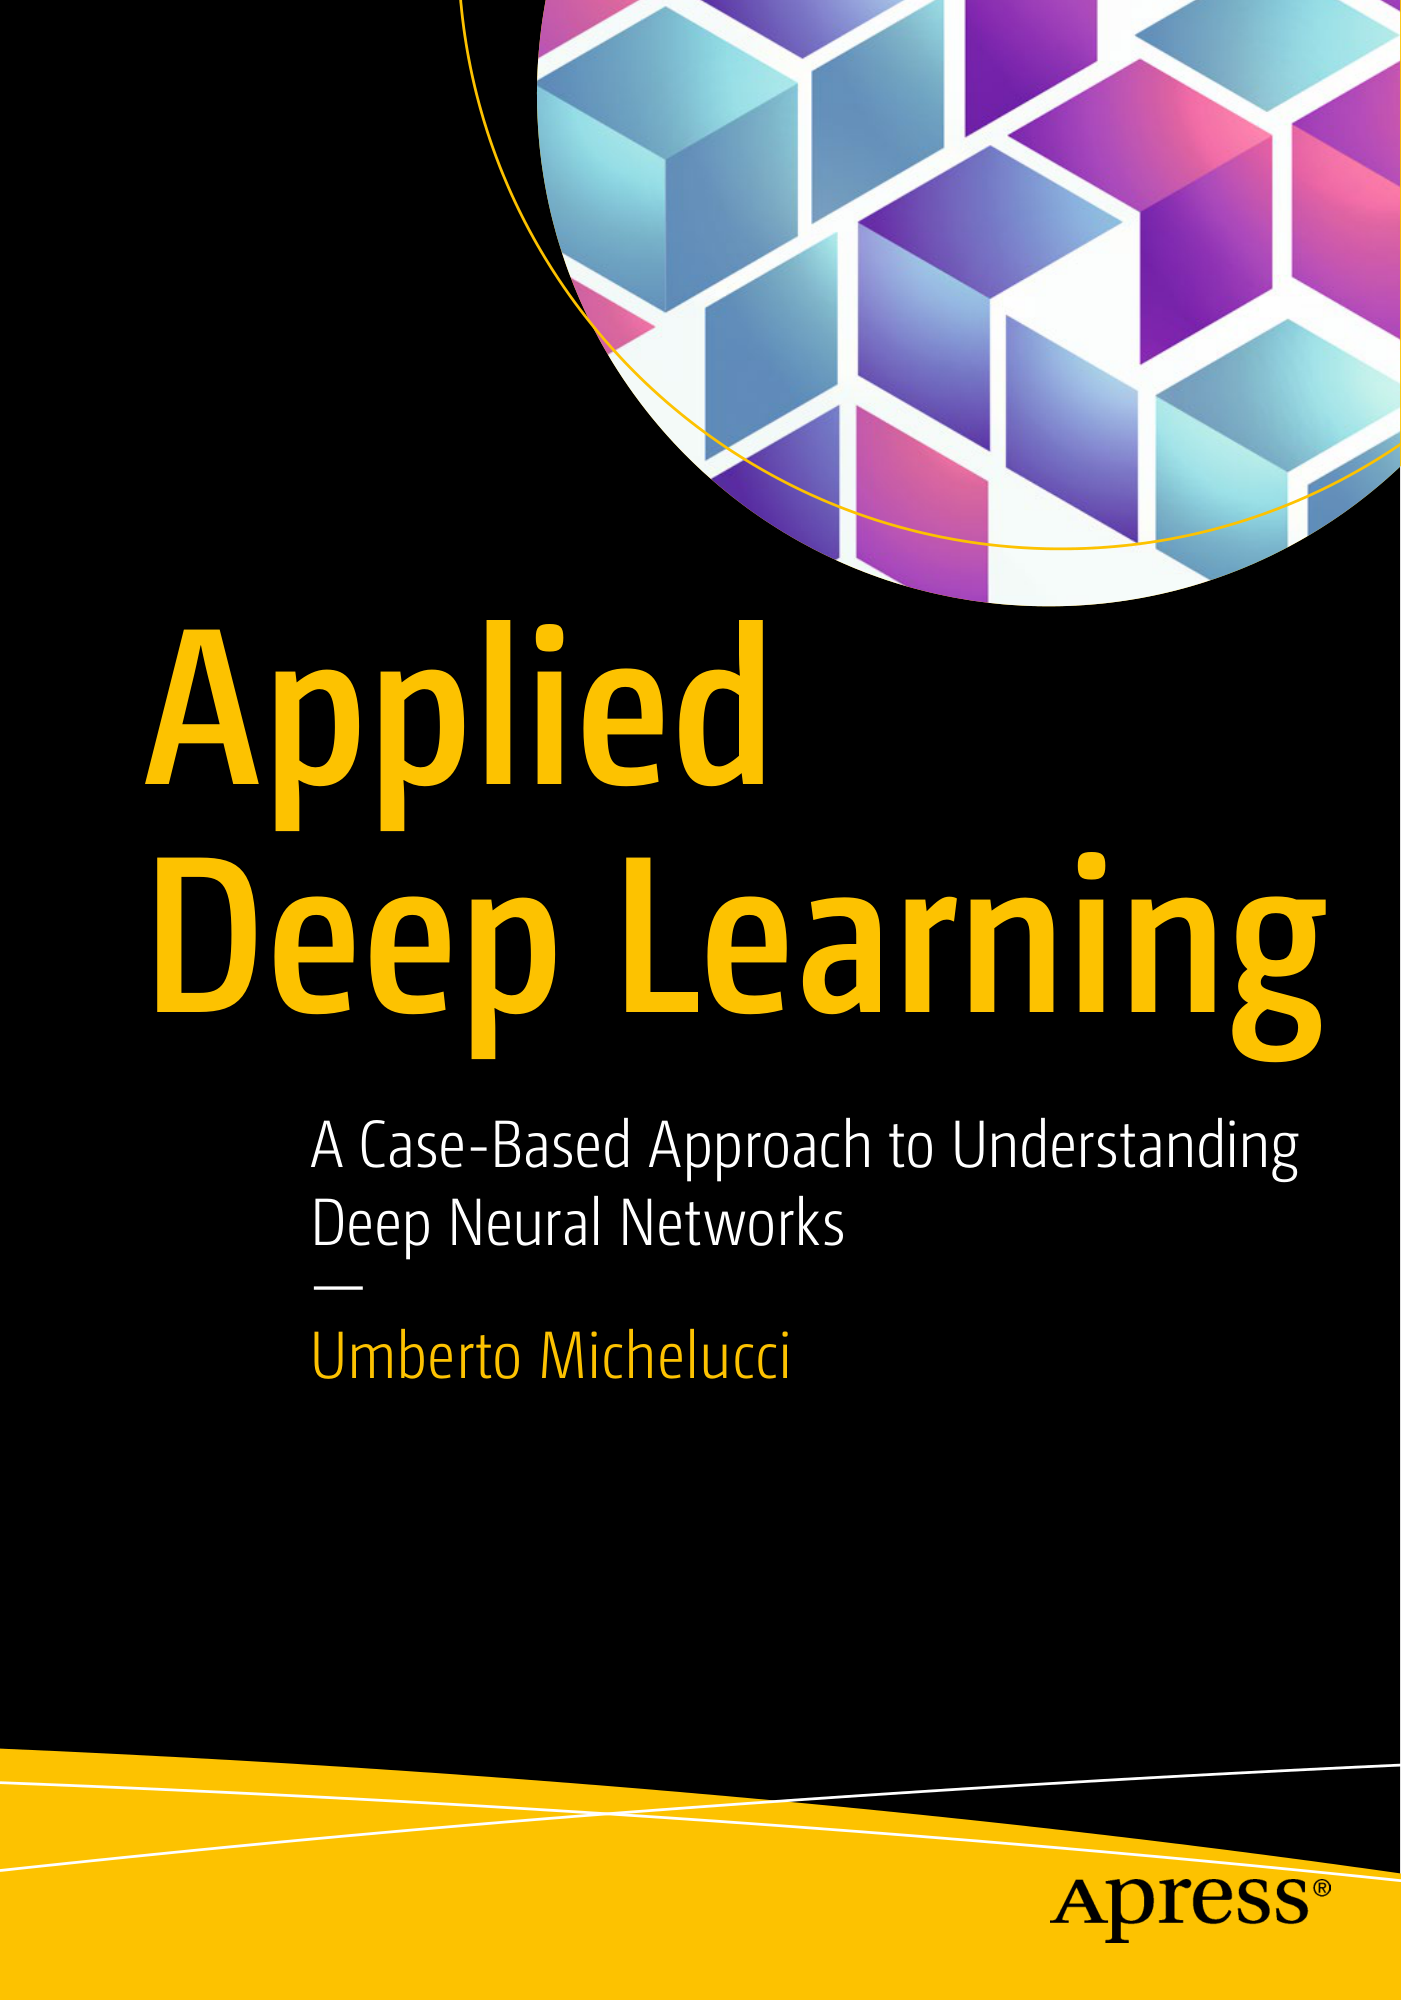 Applied
Deep Learning
A Case-Based Approach to Understanding
Deep Neural Networks
—
Umberto Michelucci
Apress®